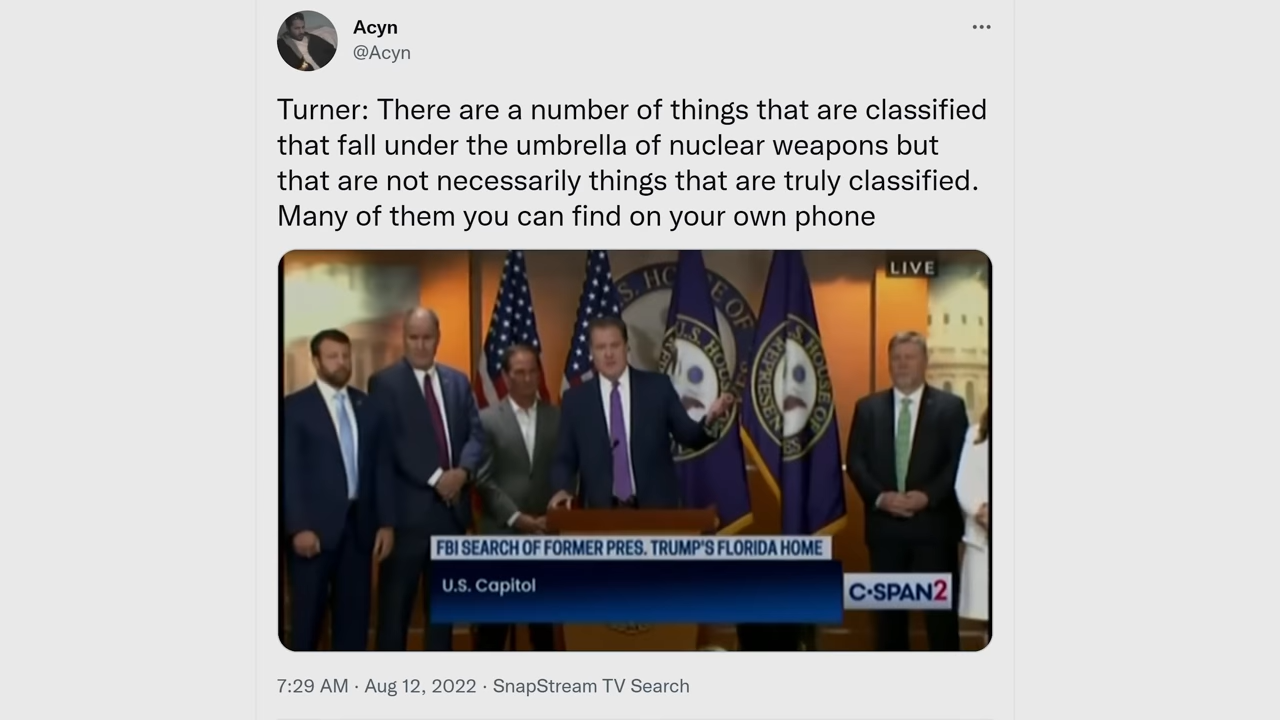 Acyn
@Acyn
Turner: There are a number of things that are classified
that fall under the umbrella of nuclear weapons but
that are not necessarily things that are truly classified.
Many of them you can find on your own phone
LIVE
FBI SEARCH OF FORMER PRES. TRUMP'S FLORIDA HOME
U.S. Capitol
C-SPAN2
7:29 AM · Aug 12, 2022 · SnapStream TV Search